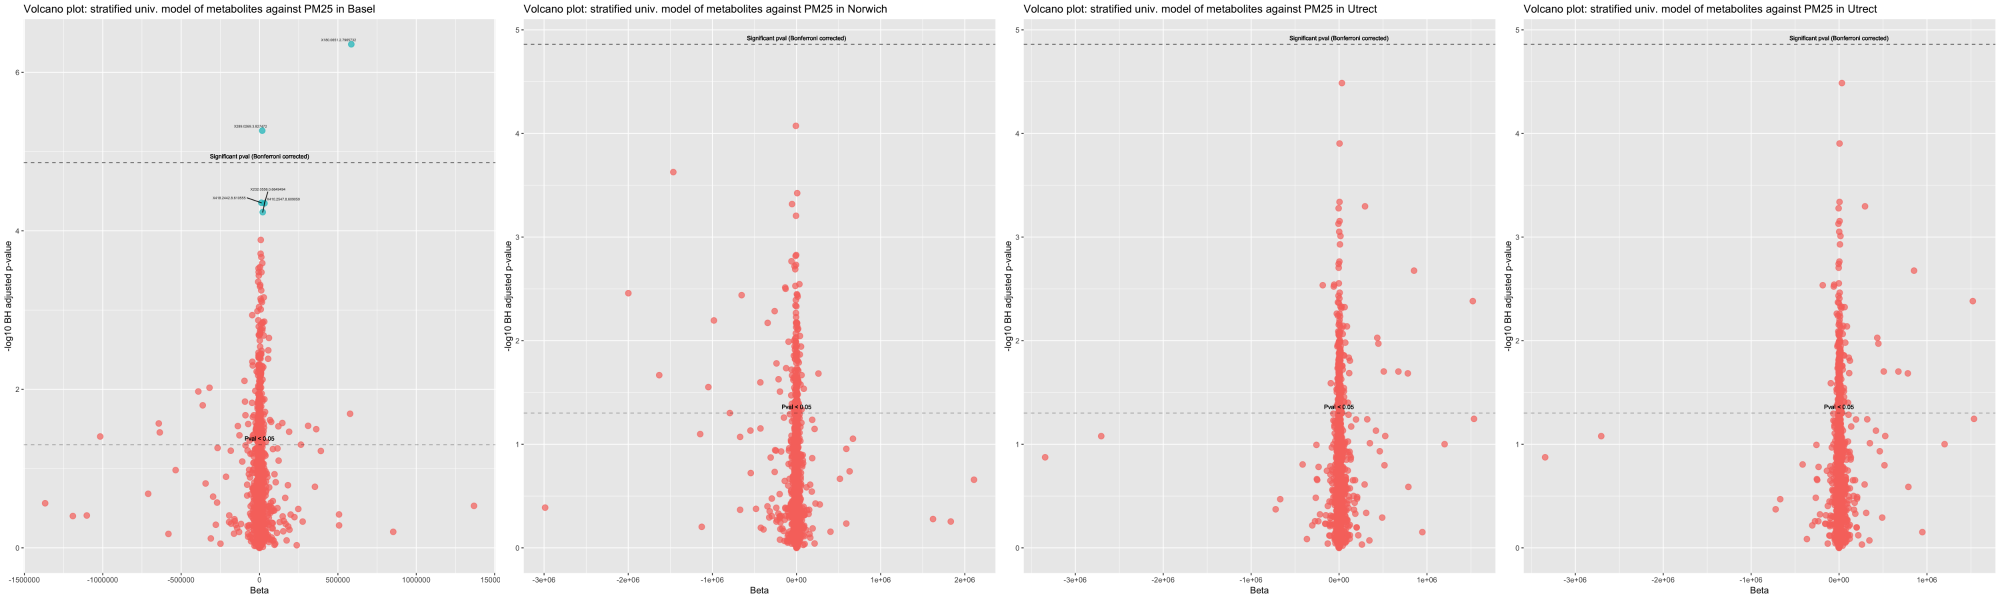 Volcano plot: stratified univ. model of metabolites against PM25 in Basel
Significant pval (Bonferroni corrected)
Pval < 0.05
-log10 BH adjusted p-value
6
4
2
0
-1500000
-1000000
-500000
0
500000
1000000
15000
Beta
Volcano plot: stratified univ. model of metabolites against PM25 in Norwich
Significant pval (Bonferroni corrected)
Pval < 0.05
-log10 BH adjusted p-value
5
4
3
2
1
0
-3e+06
-2e+06
-1e+06
0e+00
1e+06
2e+06
Beta
Volcano plot: stratified univ. model of metabolites against PM25 in Utrect
Significant pval (Bonferroni corrected)
Pval < 0.05
-log10 BH adjusted p-value
5
4
3
2
1
0
-3e+06
-2e+06
-1e+06
0e+00
1e+06
Beta
Volcano plot: stratified univ. model of metabolites against PM25 in Utrect
Significant pval (Bonferroni corrected)
Pval < 0.05
-log10 BH adjusted p-value
5
4
3
2
1
0
-3e+06
-2e+06
-1e+06
0e+00
1e+06
Beta